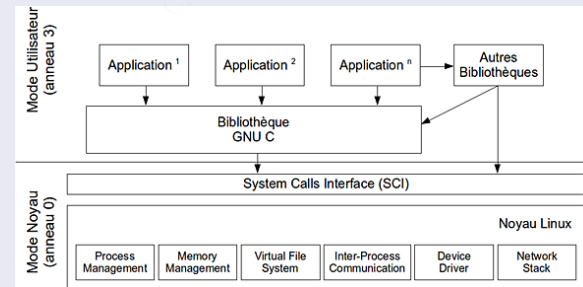 Mode Utilisateur
(anneau 3)
Application 1
Application 2
Application n
Autres
Bibliothèques
Bibliothèque
GNU C
Mode Noyau
(anneau 0)
System Calls Interface (SCI)
Noyau Linux
Process
Management
Memory
Management
Virtual File
System
Inter-Process
Communication
Device
Driver
Network
Stack